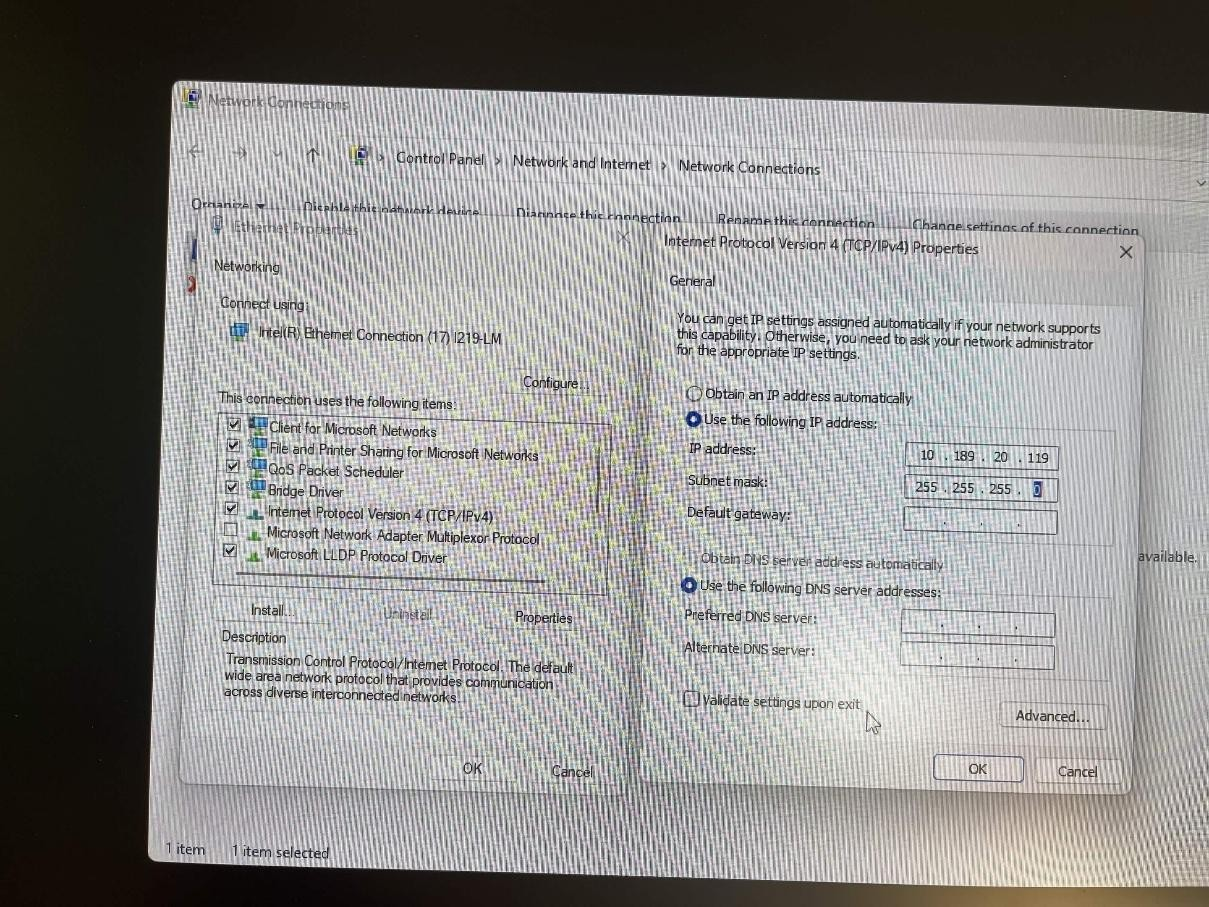 Network Connections
Control Panel > Network and Internet > Network Connections
Organize Disable this network device Diagnose this connection Rename this connection Change settings of this connection
Ethernet Properties
Networking
Connect using:
Intel(R) Ethernet Connection (17) I219-LM
Configure...
This connection uses the following items:
Client for Microsoft Networks
File and Printer Sharing for Microsoft Networks
QoS Packet Scheduler
Bridge Driver
Internet Protocol Version 4 (TCP/IPv4)
Microsoft Network Adapter Multiplexor Protocol
Microsoft LLDP Protocol Driver
Install... Uninstall Properties
Description
Transmission Control Protocol/Internet Protocol. The default
wide area network protocol that provides communication
across diverse interconnected networks.
OK Cancel
Internet Protocol Version 4 (TCP/IPv4) Properties
General
You can get IP settings assigned automatically if your network supports
this capability. Otherwise, you need to ask your network administrator
for the appropriate IP settings.
Obtain an IP address automatically
Use the following IP address:
IP address: 10 . 189 . 20 . 119
Subnet mask: 255 . 255 . 255 . 0
Default gateway: . . .
Obtain DNS server address automatically
Use the following DNS server addresses:
Preferred DNS server: . . .
Alternate DNS server: . . .
Validate settings upon exit
Advanced...
OK Cancel
available.
1 item 1 item selected